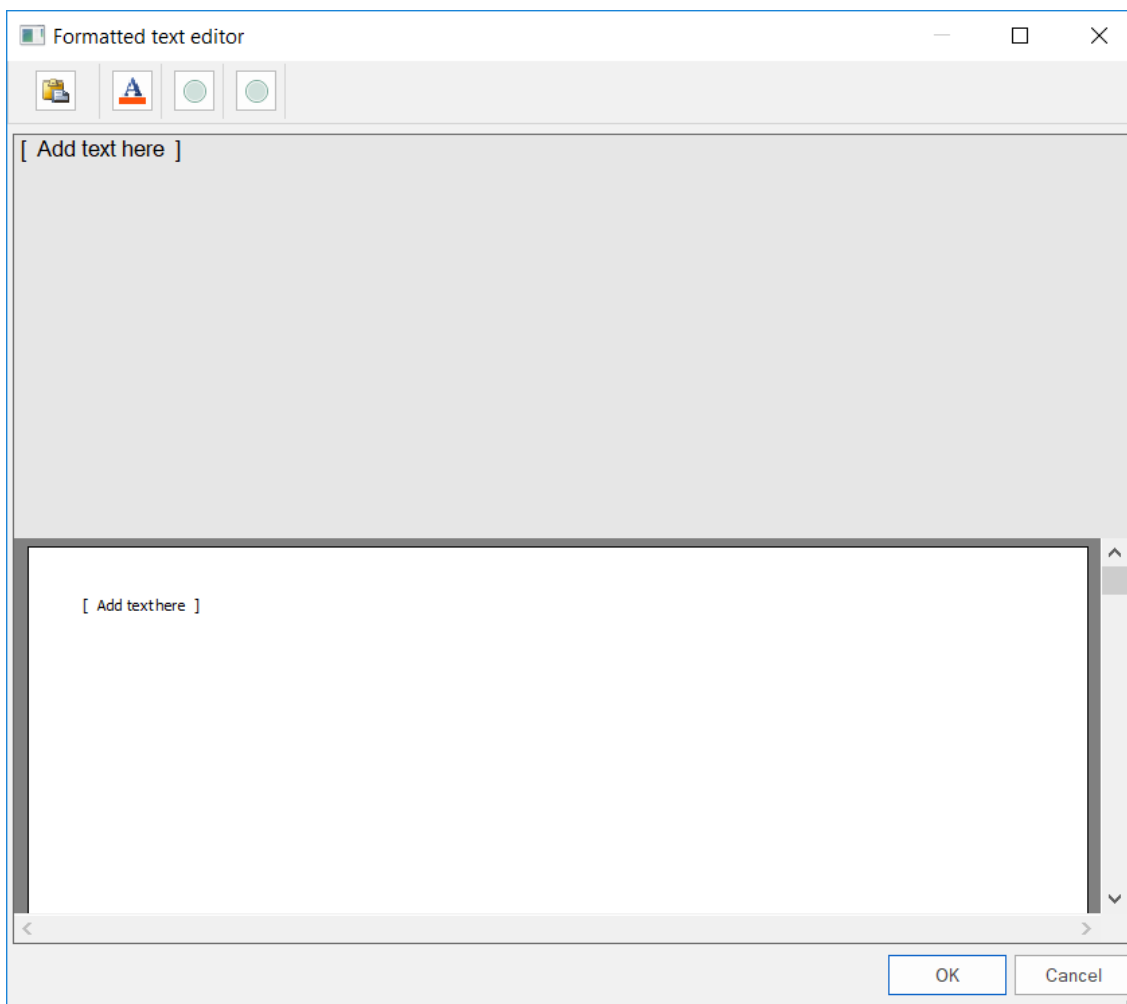 Formatted text editor
A
[ Add text here ]
[ Add text here ]
OK
Cancel